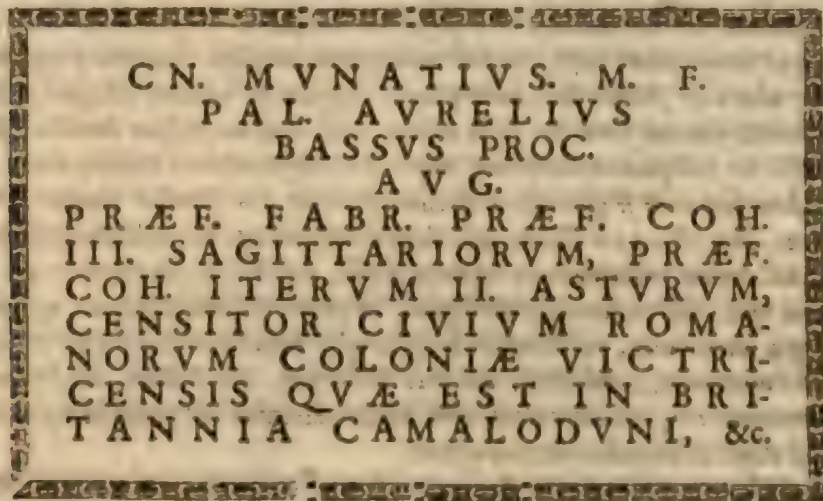 CN. MVNATIVS. M. F.
PAL. AVRELIVS
BASSVS PROC.
AVG.
PRÆF. FABR. PRÆF. COH.
III. SAGITTARIORVM, PRÆF.
COH. ITERVM II. ASTVRVM,
CENSITOR CIVIVM ROMA-
NORVM COLONIÆ VICTRI-
CENSIS QVÆ EST IN BRI-
TANNIA CAMALODVNI, &c.